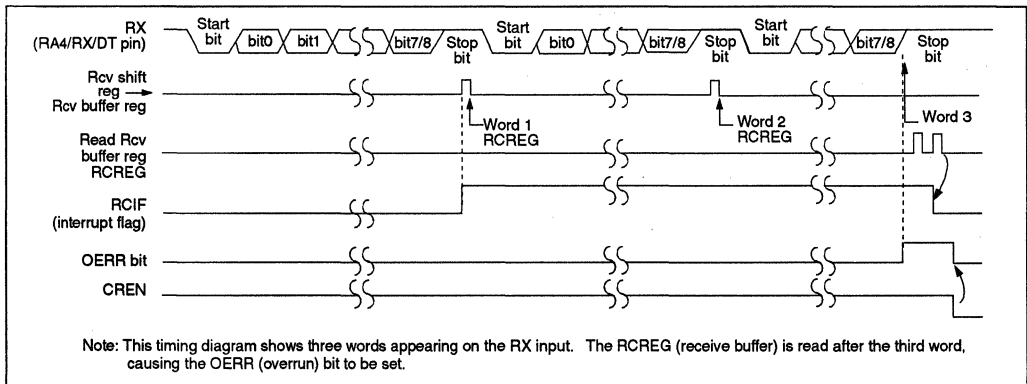 RX
(RA4/RX/DT pin)
Start bit
bit0
bit1
bit7/8
Stop bit
Start bit
bit0
bit7/8
Stop bit
Start bit
bit7/8
Stop bit
Rcv shift
reg
Rcv buffer reg
Word 1
RCREG
Word 2
RCREG
Word 3
Read Rcv
buffer reg
RCREG
RCIF
(interrupt flag)
OERR bit
CREN
Note: This timing diagram shows three words appearing on the RX input. The RCREG (receive buffer) is read after the third word,
causing the OERR (overrun) bit to be set.